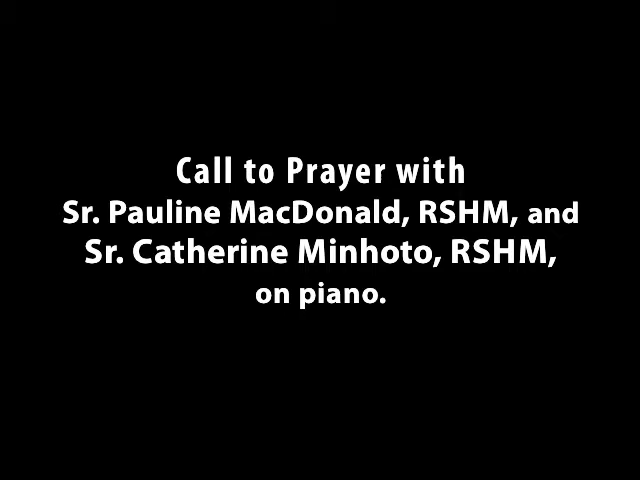 Call to Prayer with
Sr. Pauline MacDonald, RSHM, and
Sr. Catherine Minhoto, RSHM,
on piano.